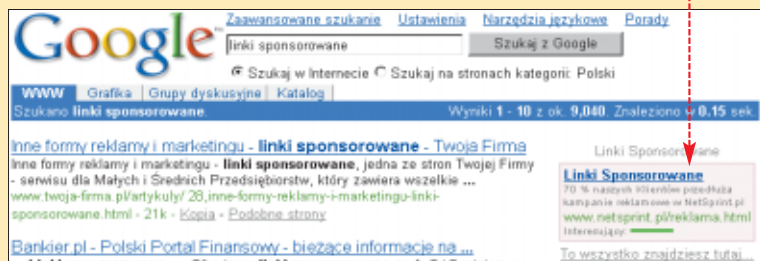 Google
Zaawansowane szukanie Ustawienia Narzędzia językowe Porady
linki sponsorowane Szukaj z Google
Szukaj w Internecie Szukaj na stronach kategorii: Polski
WWW Grafika Grupy dyskusyjne Katalog
Szukano linki sponsorowane. Wyniki 1 - 10 z ok. 9,040. Znaleziono w 0.15 sek.
Inne formy reklamy i marketingu - linki sponsorowane - Twoja Firma
Inne formy reklamy i marketingu - linki sponsorowane, jedna ze stron Twojej Firmy
- serwisu dla Małych i Średnich Przedsiębiorstw, który zawiera wszelkie ...
www.twoja-firma.pl/artykuly/ 28,inne-formy-reklamy-i-marketingu-linki-
sponsorowane.html - 21k - Kopia - Podobne strony
Bankier.pl - Polski Portal Finansowy - bieżące informacje na ...
Linki Sponsorowane
Linki Sponsorowane
70 % naszych Klientów przedłuża
kampanie reklamowe w NetSprint.pl
www.netsprint.pl/reklama.html
Interesujący:
To wszystko znajdziesz tutaj...